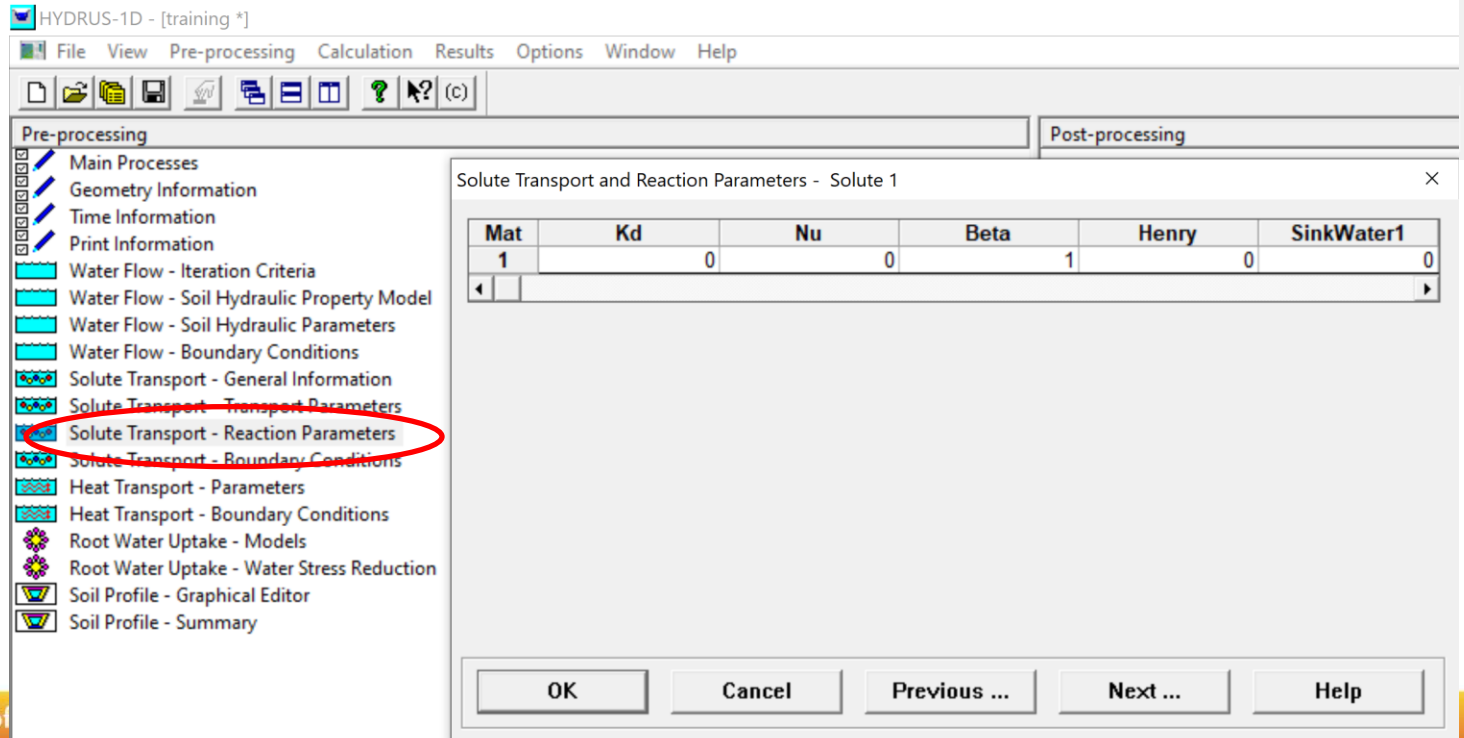 HYDRUS-1D - [training *]
File View Pre-processing Calculation Results Options Window Help
? ? (c)
Pre-processing
Post-processing
Main Processes
Geometry Information
Time Information
Print Information
Water Flow - Iteration Criteria
Water Flow - Soil Hydraulic Property Model
Water Flow - Soil Hydraulic Parameters
Water Flow - Boundary Conditions
Solute Transport - General Information
Solute Transport - Transport Parameters
Solute Transport - Reaction Parameters
Solute Transport - Boundary Conditions
Heat Transport - Parameters
Heat Transport - Boundary Conditions
Root Water Uptake - Models
Root Water Uptake - Water Stress Reduction
Soil Profile - Graphical Editor
Soil Profile - Summary
Solute Transport and Reaction Parameters - Solute 1
Mat Kd Nu Beta Henry SinkWater1
1 0 0 1 0 0
OK Cancel Previous ... Next ... Help